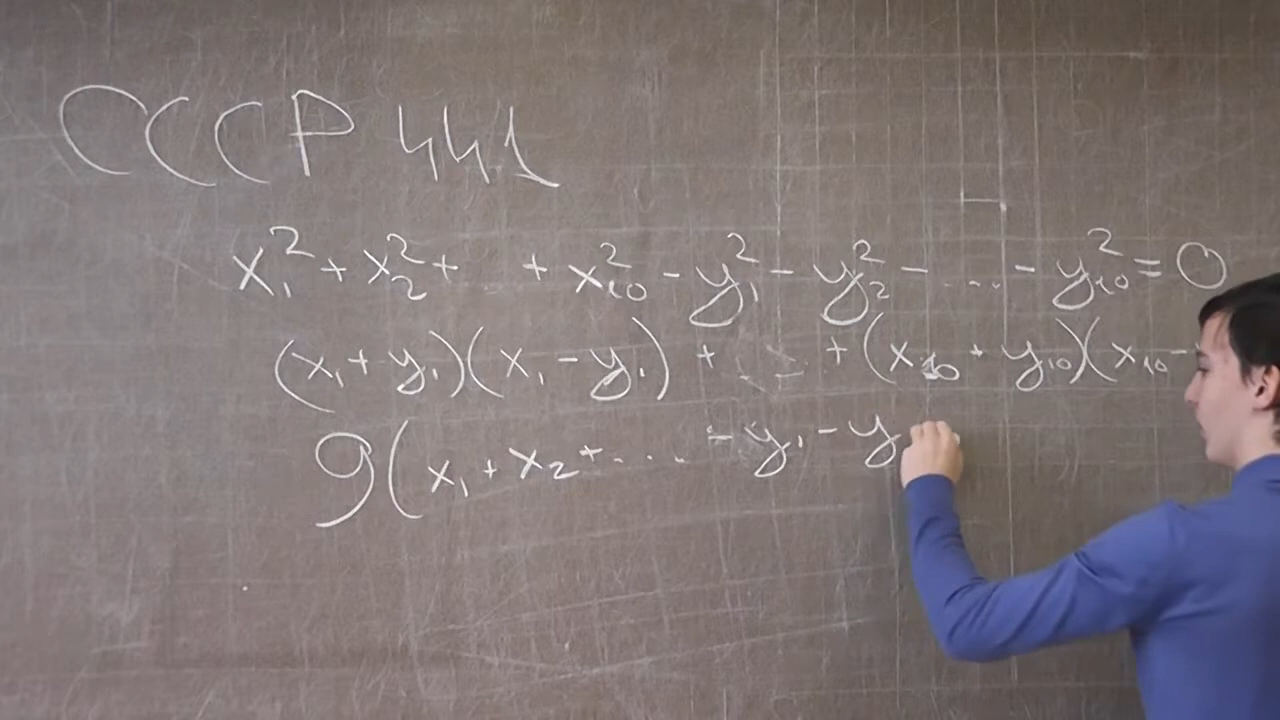 СССР 441
x₁² + x₂² + + x₁₀² - y₁² - y₂² - ... - y₁₀² = 0
(x₁ + y₁)(x₁ - y₁) + ... + (x₁₀ + y₁₀)(x₁₀ -
9(x₁ + x₂ + ... - y₁ - y